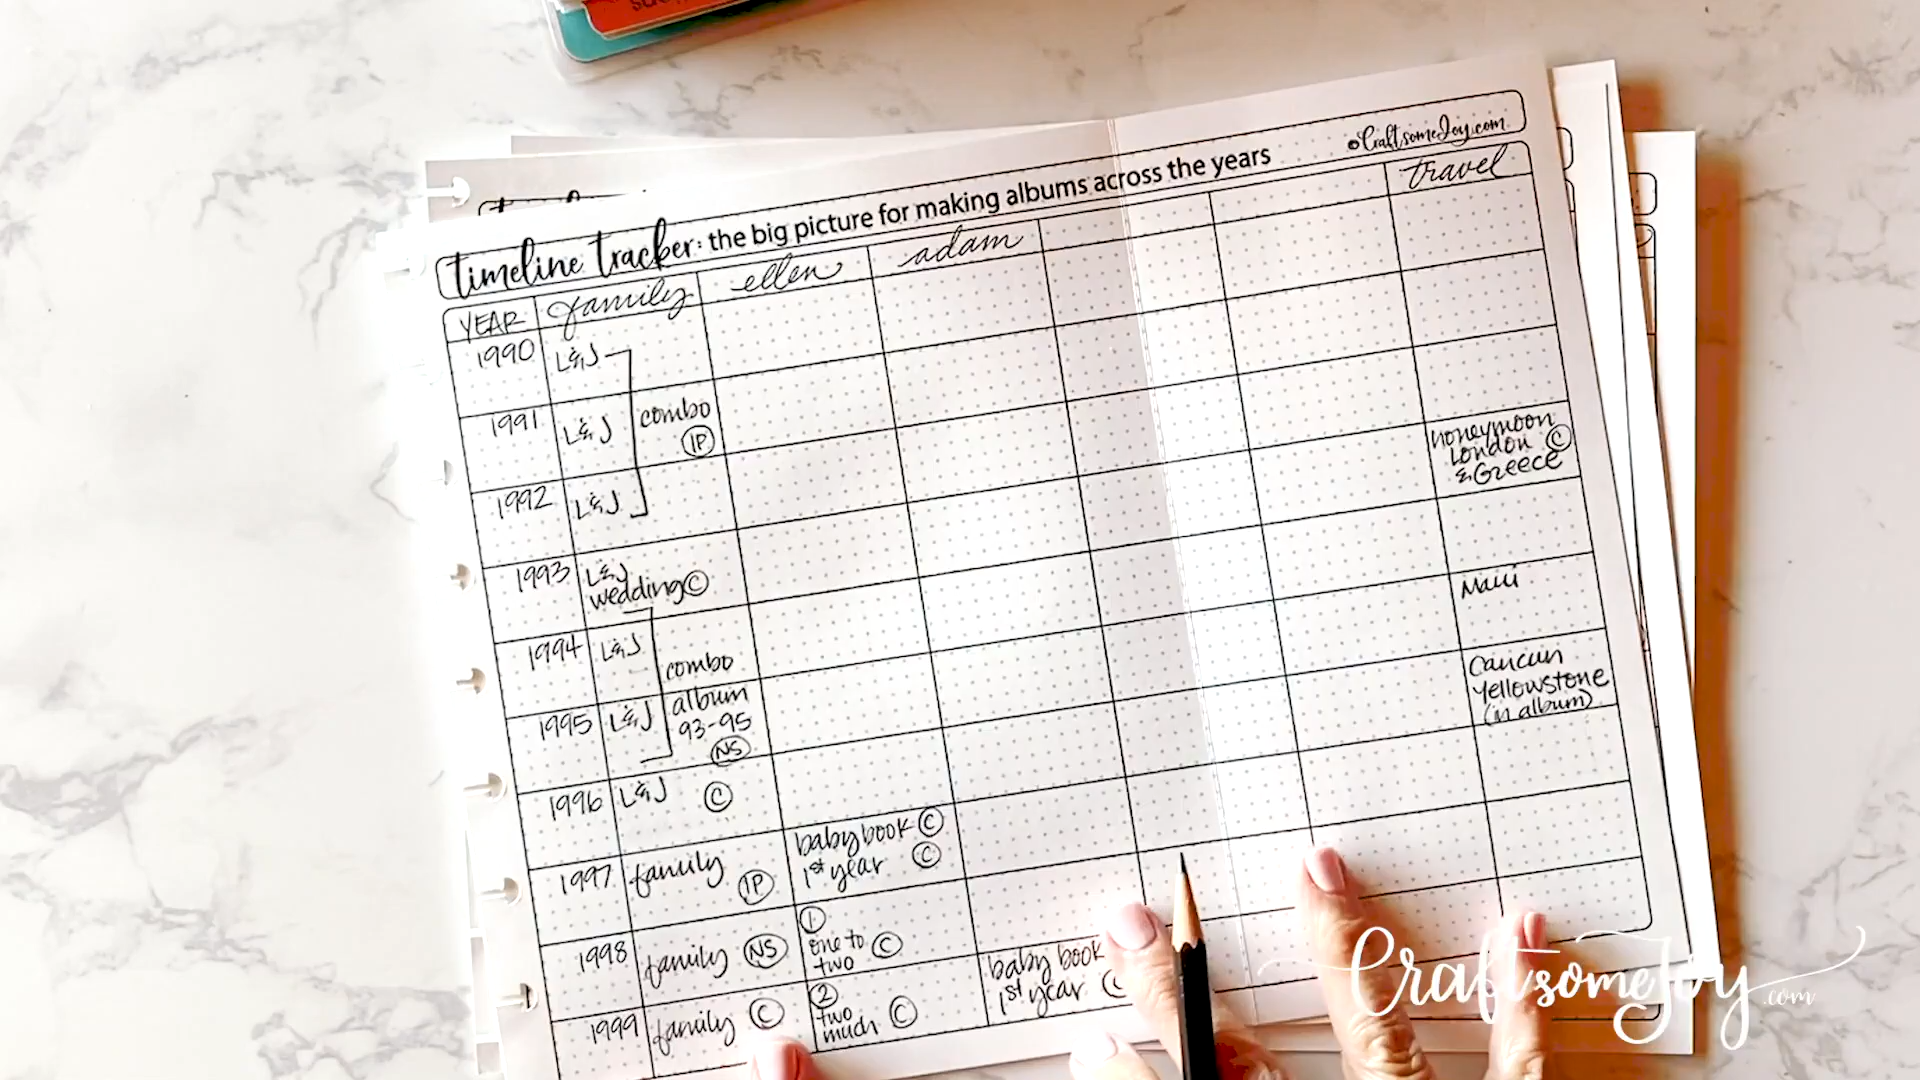 ©CraftsomeJoy.com
timeline tracker: the big picture for making albums across the years
YEAR family ellen adam travel
1990 L&J
1991 L&J combo IP
1992 L&J
honeymoon
London C
& Greece
1993 L&J
wedding C
1994 L&J
combo
album
93-95
NS
Maui
1995 L&J
Cancun
Yellowstone
(in album)
1996 L&J C
1997 family IP
baby book C
1st year C
1998 family NS
1
one to
two C
1999 family C
2
two
much C
baby book
1st year C
CraftsomeJoy.com